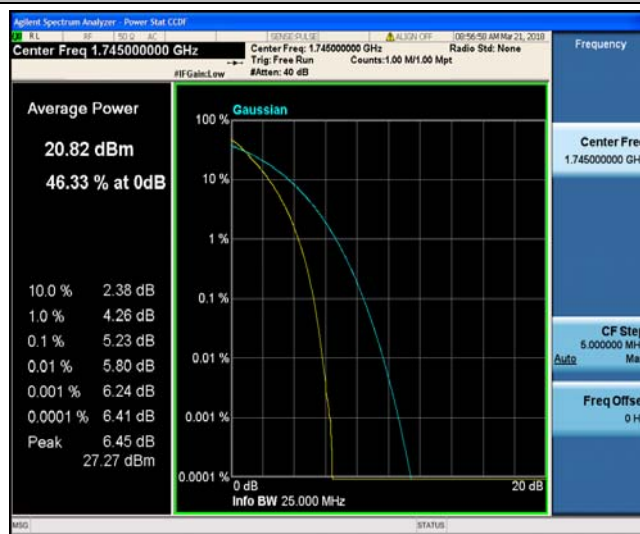 Agilent Spectrum Analyzer - Power Stat CCDF
RL RF 50 Ω AC SENSE:PULSE ALIGN OFF 08:56:50 AM Mar 21, 2018
Center Freq 1.745000000 GHz
Center Freq: 1.745000000 GHz Radio Std: None
Trig: Free Run Counts:1.00 M/1.00 Mpt
#IFGain:Low #Atten: 40 dB
Frequency
Average Power
20.82 dBm
46.33 % at 0dB
10.0 % 2.38 dB
1.0 % 4.26 dB
0.1 % 5.23 dB
0.01 % 5.80 dB
0.001 % 6.24 dB
0.0001 % 6.41 dB
Peak 6.45 dB
27.27 dBm
Gaussian
100 %
10 %
1 %
0.1 %
0.01 %
0.001 %
0.0001 %
0 dB 20 dB
Info BW 25.000 MHz
Center Fre
1.745000000 GH
CF Ste
5.000000 MH
Auto Ma
Freq Offse
0 H
MSG STATUS